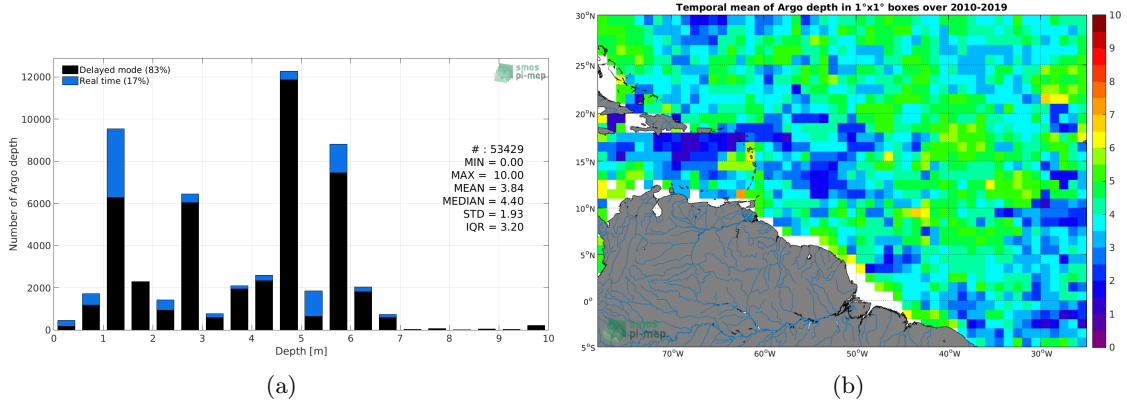 Delayed mode (83%)
Real time (17%)
smos
pi-mep
12000
10000
8000
6000
4000
2000
0
Number of Argo depth
# : 53429
MIN = 0.00
MAX = 10.00
MEAN = 3.84
MEDIAN = 4.40
STD = 1.93
IQR = 3.20
0 1 2 3 4 5 6 7 8 9 10
Depth [m]
(a)
Temporal mean of Argo depth in 1°x1° boxes over 2010-2019
30°N
25°N
20°N
15°N
10°N
5°N
0°
5°S
smos
pi-mep
70°W 60°W 50°W 40°W 30°W
10
9
8
7
6
5
4
3
2
1
0
(b)